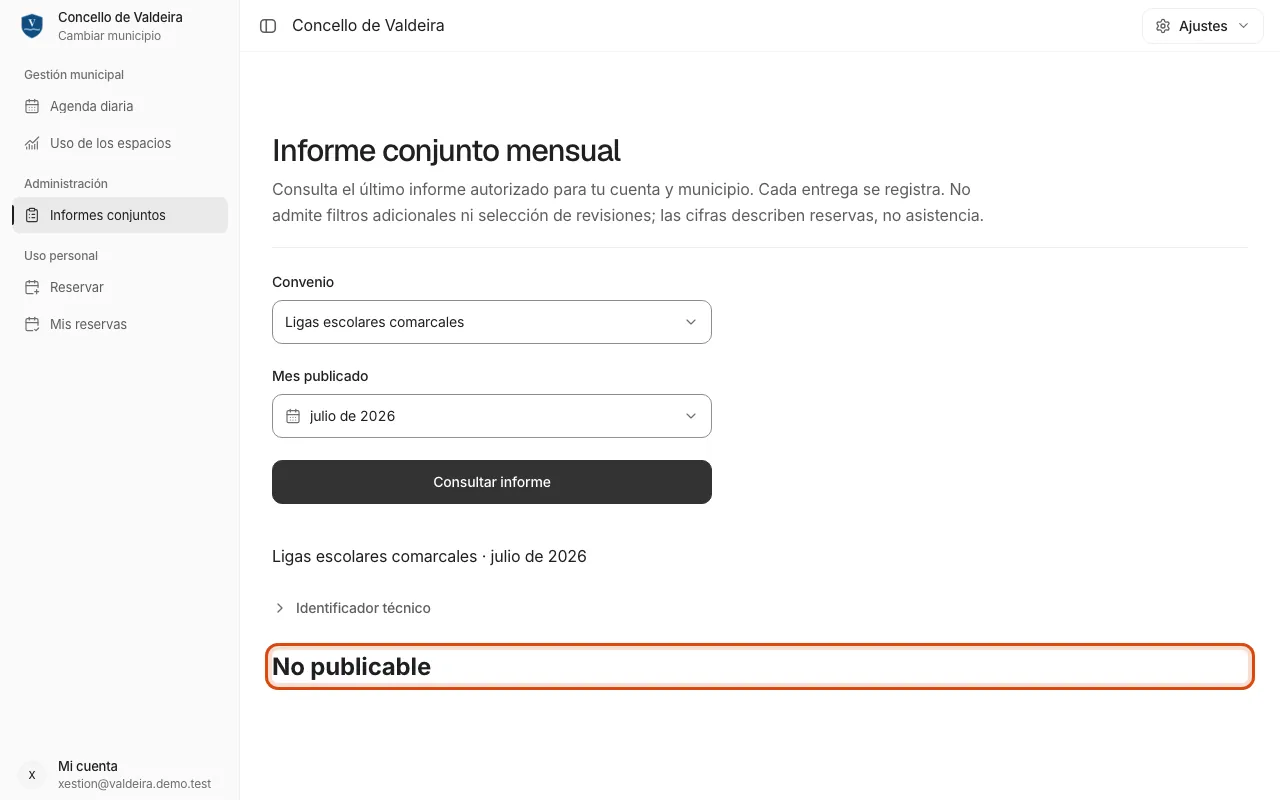 V
Concello de Valdeira
Cambiar municipio
Gestión municipal
Agenda diaria
Uso de los espacios
Administración
Informes conjuntos
Uso personal
Reservar
Mis reservas
X
Mi cuenta
xestion@valdeira.demo.test
Concello de Valdeira
Ajustes
Informe conjunto mensual
Consulta el último informe autorizado para tu cuenta y municipio. Cada entrega se registra. No
admite filtros adicionales ni selección de revisiones; las cifras describen reservas, no asistencia.
Convenio
Ligas escolares comarcales
Mes publicado
julio de 2026
Consultar informe
Ligas escolares comarcales · julio de 2026
Identificador técnico
No publicable